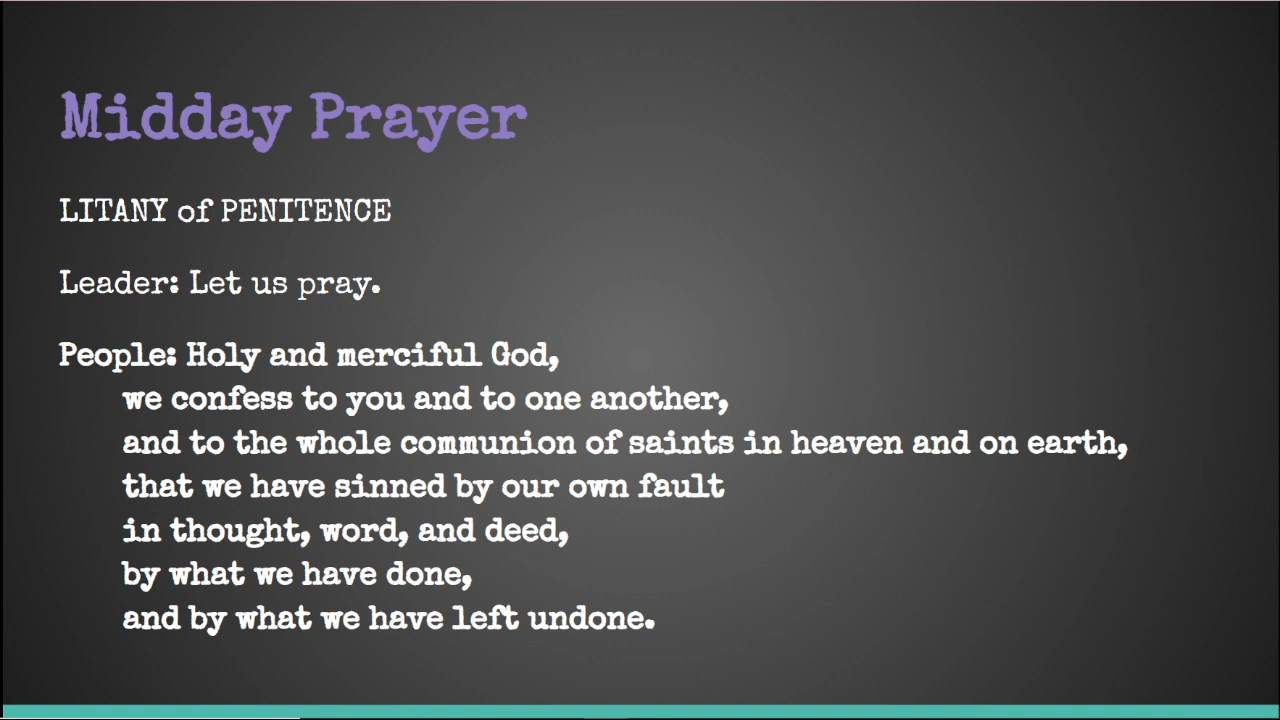 Midday Prayer
LITANY of PENITENCE
Leader: Let us pray.
People: Holy and merciful God,
we confess to you and to one another,
and to the whole communion of saints in heaven and on earth,
that we have sinned by our own fault
in thought, word, and deed,
by what we have done,
and by what we have left undone.